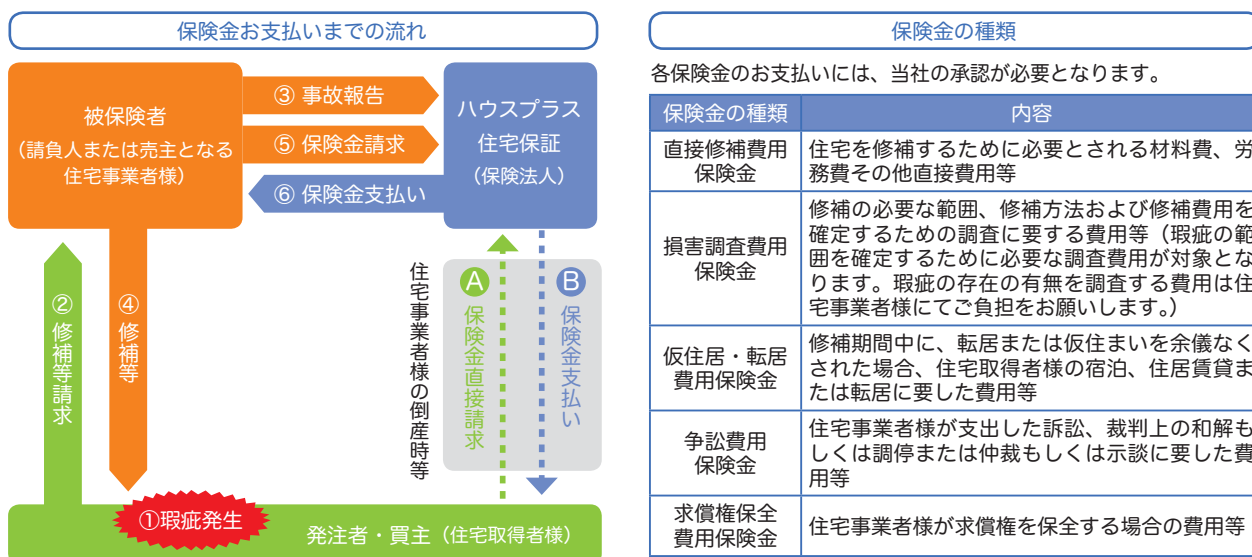 保険金お支払いまでの流れ
被保険者
（請負人または売主となる
住宅事業者様）
③ 事故報告
⑤ 保険金請求
⑥ 保険金支払い
ハウスプラス
住宅保証
（保険法人）
② 修補等請求
④ 修補等
住宅事業者様の倒産時等
A 保険金直接請求
B 保険金支払い
①瑕疵発生
発注者・買主（住宅取得者様）
保険金の種類
各保険金のお支払いには、当社の承認が必要となります。
保険金の種類
内容
直接修補費用
保険金
住宅を修補するために必要とされる材料費、労
務費その他直接費用等
損害調査費用
保険金
修補の必要な範囲、修補方法および修補費用を
確定するための調査に要する費用等（瑕疵の範
囲を確定するために必要な調査費用が対象とな
ります。瑕疵の存在の有無を調査する費用は住
宅事業者様にてご負担をお願いします。）
仮住居・転居
費用保険金
修補期間中に、転居または仮住まいを余儀なく
された場合、住宅取得者様の宿泊、住居賃貸ま
たは転居に要した費用等
争訟費用
保険金
住宅事業者様が支出した訴訟、裁判上の和解も
しくは調停または仲裁もしくは示談に要した費
用等
求償権保全
費用保険金
住宅事業者様が求償権を保全する場合の費用等